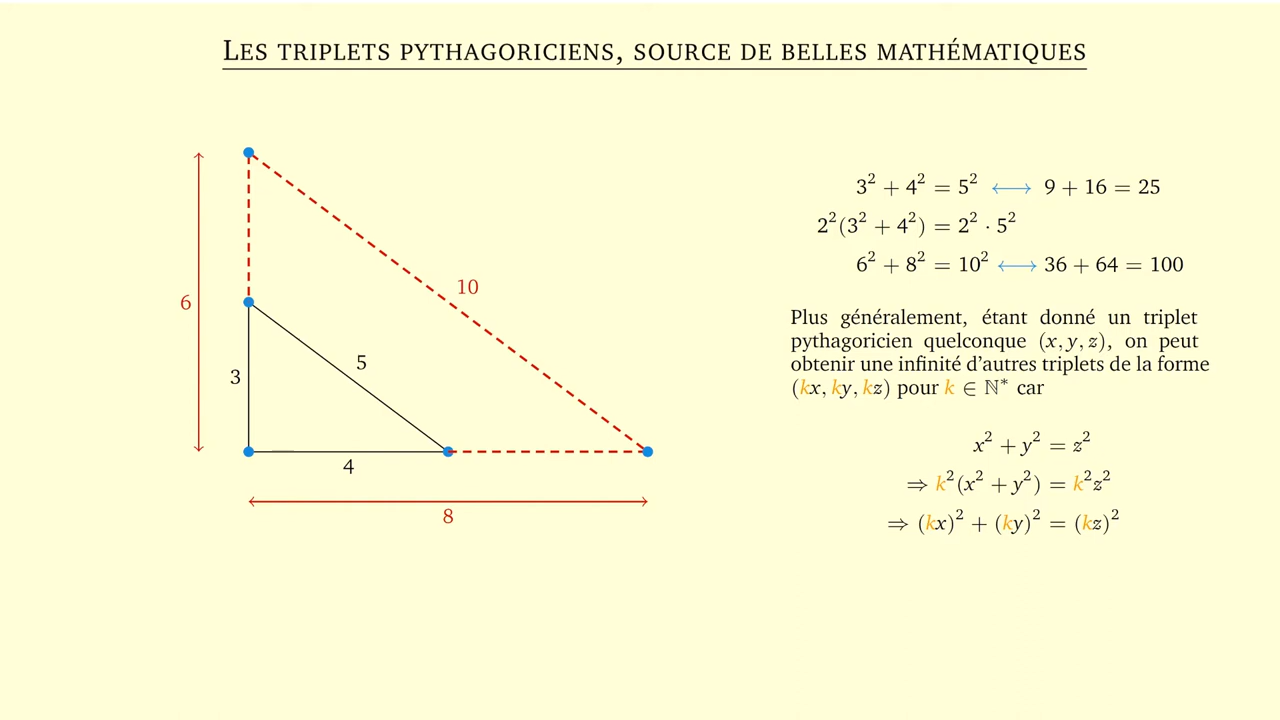 LES TRIPLETS PYTHAGORICIENS, SOURCE DE BELLES MATHÉMATIQUES
3² + 4² = 5² ⟷ 9 + 16 = 25
2²(3² + 4²) = 2² · 5²
6² + 8² = 10² ⟷ 36 + 64 = 100
Plus généralement, étant donné un triplet
pythagoricien quelconque (x, y, z), on peut
obtenir une infinité d'autres triplets de la forme
(kx, ky, kz) pour k ∈ ℕ* car
x² + y² = z²
⇒ k²(x² + y²) = k²z²
⇒ (kx)² + (ky)² = (kz)²
10
6
5
3
4
8